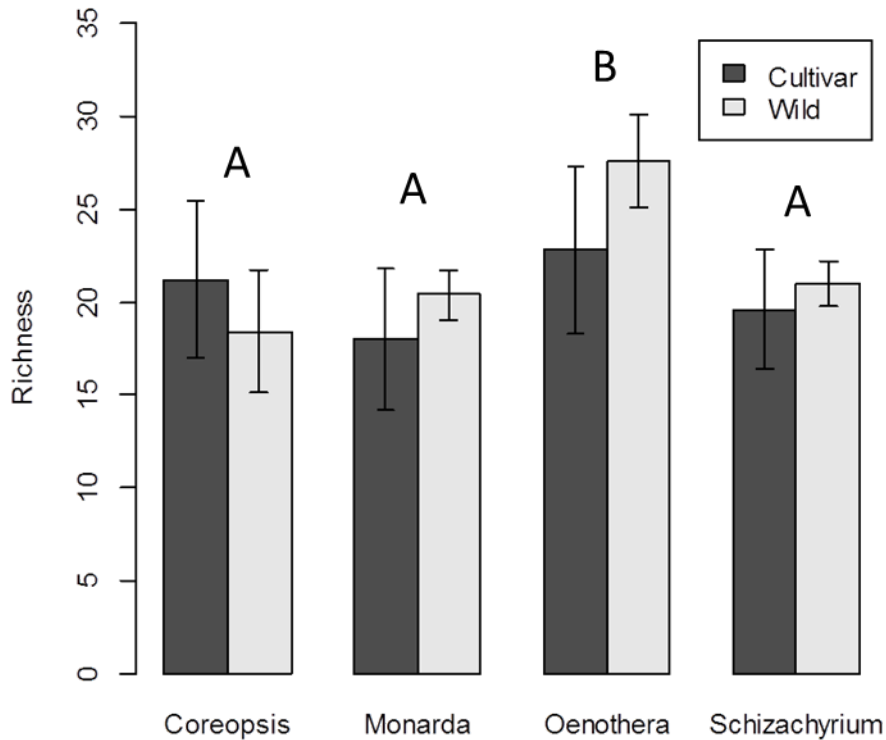 35
30
25
20
15
10
5
0
Richness
A
A
B
A
Cultivar
Wild
Coreopsis
Monarda
Oenothera
Schizachyrium